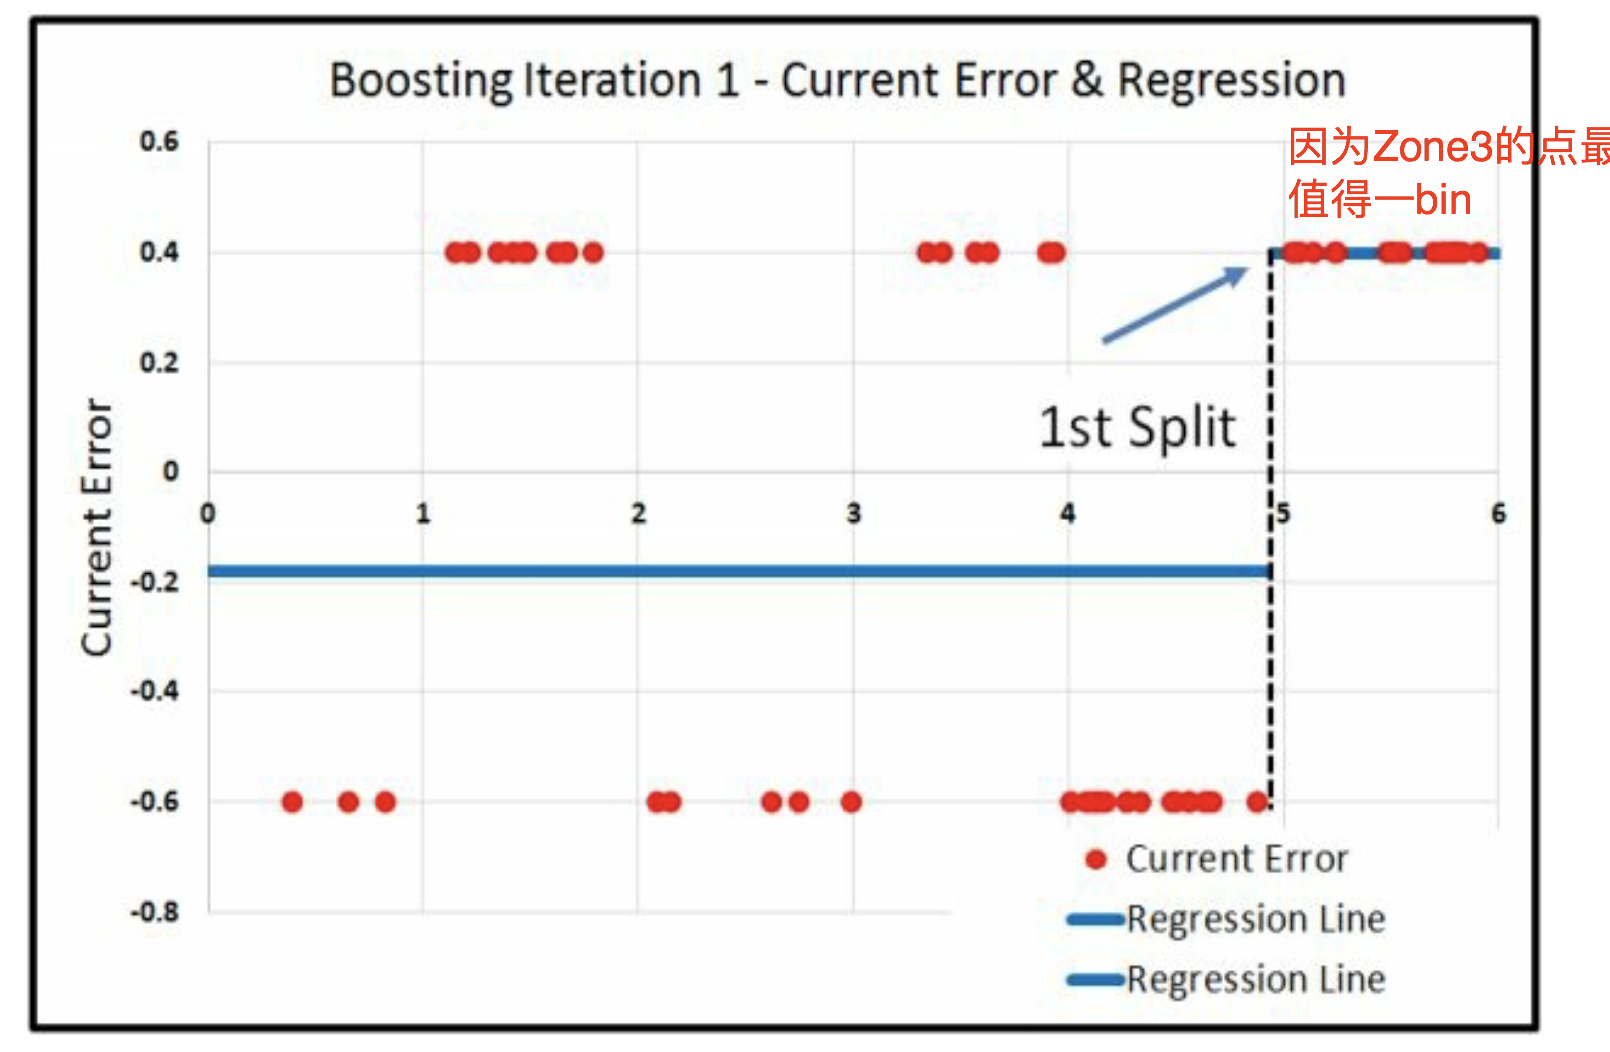 Boosting Iteration 1 - Current Error & Regression
因为Zone3的点最
值得一bin
0.6
0.4
0.2
1st Split
0
0 1 2 3 4 5 6
Current Error
-0.2
-0.4
-0.6
-0.8
Current Error
Regression Line
Regression Line